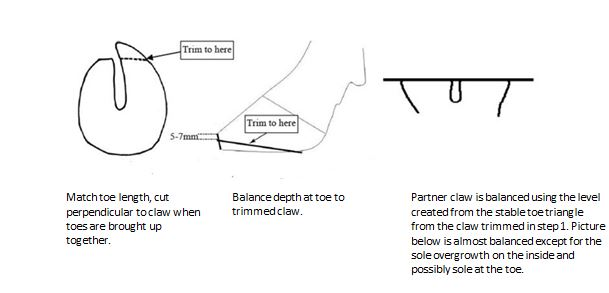 Trim to here
5-7mm
Trim to here
Match toe length, cut
perpendicular to claw when
toes are brought up
together.
Balance depth at toe to
trimmed claw.
Partner claw is balanced using the level
created from the stable toe triangle
from the claw trimmed in step 1. Picture
below is almost balanced except for the
sole overgrowth on the inside and
possibly sole at the toe.